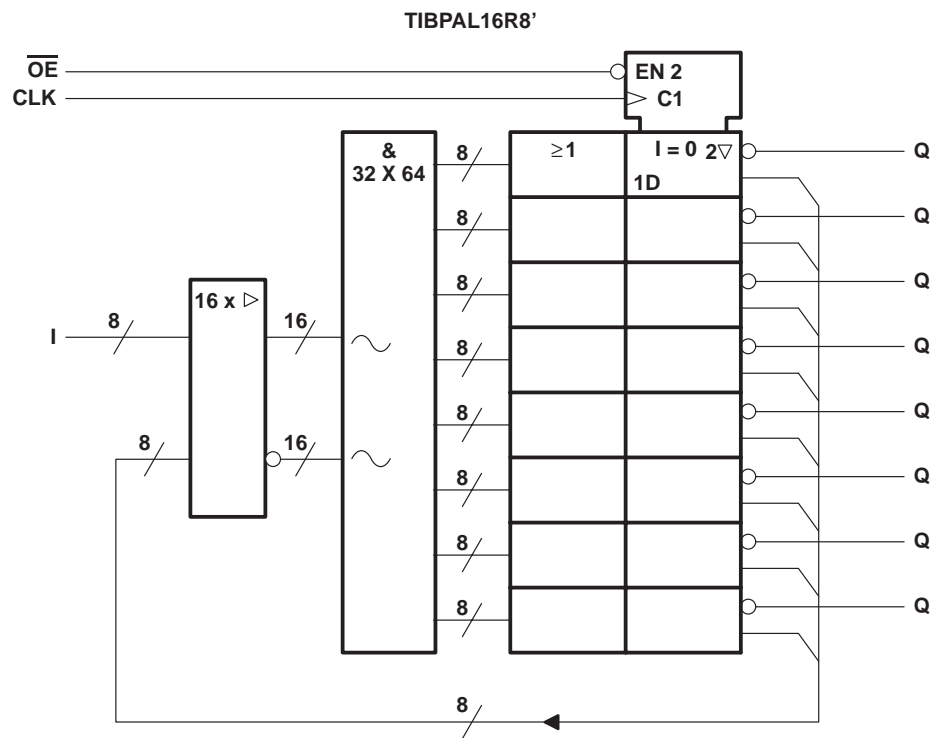 TIBPAL16R8'
OE
EN 2
CLK
C1
&
32 X 64
8
≥1
I = 0 2▽
Q
1D
8
Q
8
Q
16 x ▷
I
8
16
8
Q
8
Q
8
16
8
Q
8
Q
8
Q
8